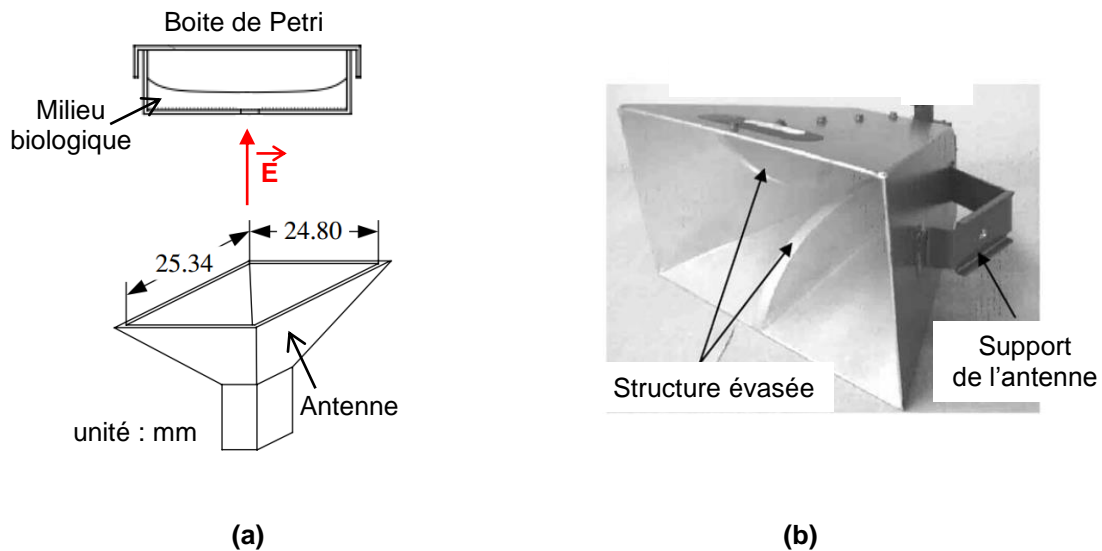 Boite de Petri
Milieu
biologique
E
24.80
25.34
Antenne
unité : mm
Structure évasée
Support
de l'antenne
(a)
(b)